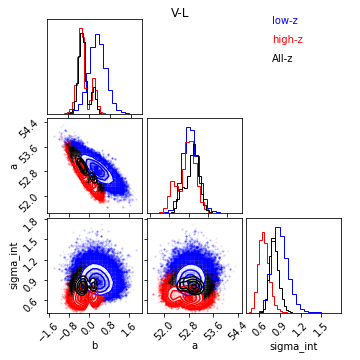 V-L
low-z
high-z
All-z
54.4
53.6
52.8
52.0
a
1.8
1.5
1.2
0.9
0.6
sigma_int
−1.6 −0.8 0.0 0.8 1.6
b
52.0 52.8 53.6 54.4
a
0.6 0.9 1.2 1.5
sigma_int